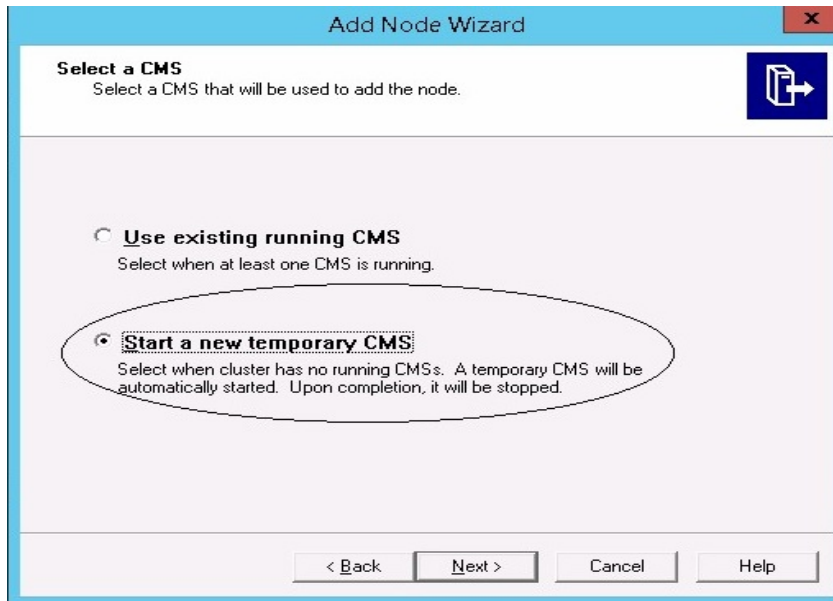 Add Node Wizard
x
Select a CMS
Select a CMS that will be used to add the node.
Use existing running CMS
Select when at least one CMS is running.
Start a new temporary CMS
Select when cluster has no running CMSs. A temporary CMS will be
automatically started. Upon completion, it will be stopped.
< Back
Next >
Cancel
Help